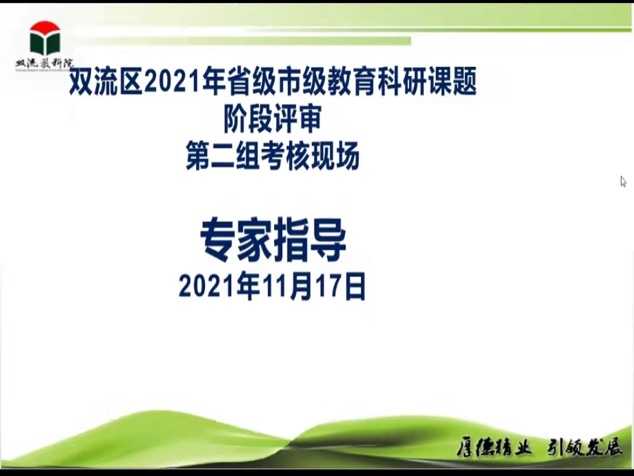 双流教科院
双流区2021年省级市级教育科研课题
阶段评审
第二组考核现场
专家指导
2021年11月17日
厚德精业 引领发展